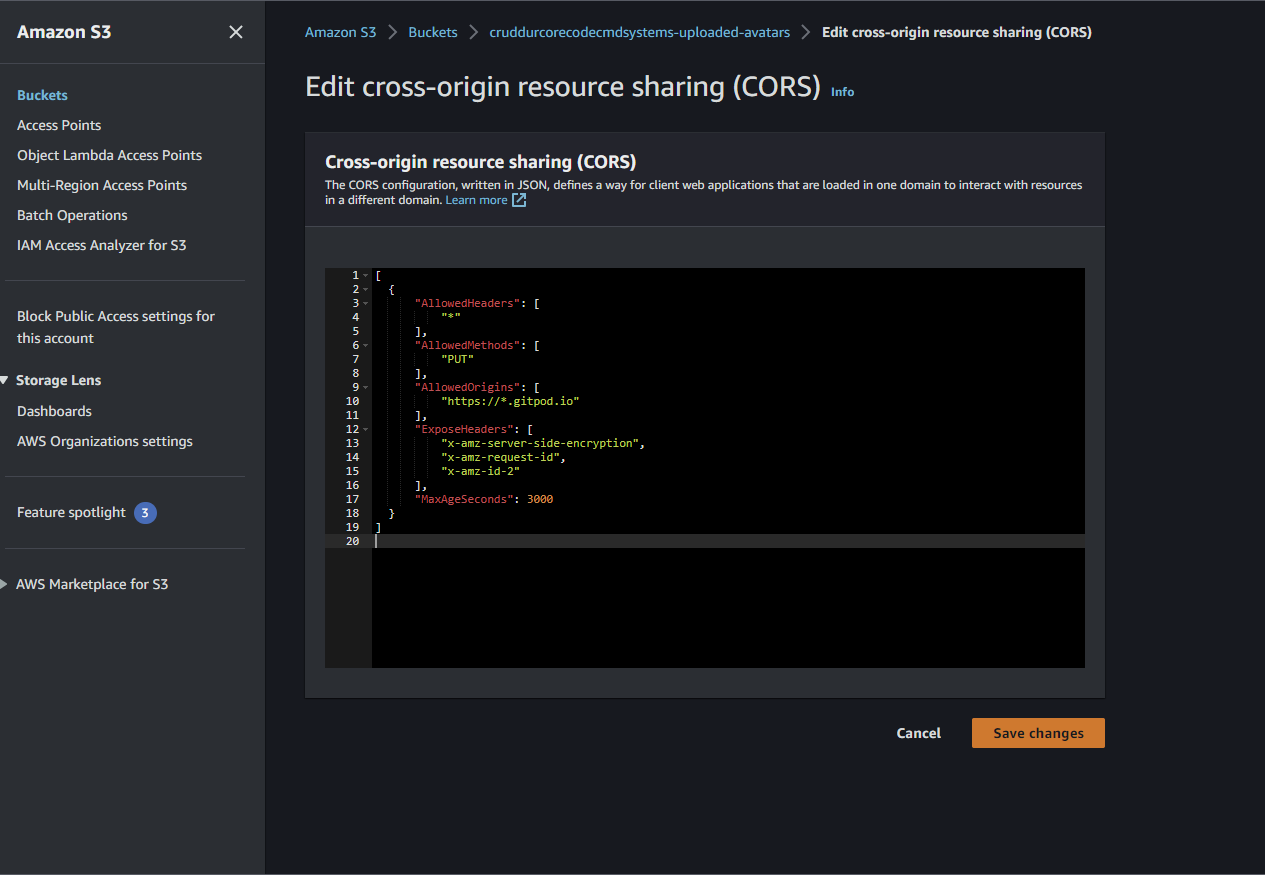 Amazon S3
Buckets
Access Points
Object Lambda Access Points
Multi-Region Access Points
Batch Operations
IAM Access Analyzer for S3
Block Public Access settings for
this account
Storage Lens
Dashboards
AWS Organizations settings
Feature spotlight 3
AWS Marketplace for S3
Amazon S3 > Buckets > cruddurcorecodecmdsystems-uploaded-avatars > Edit cross-origin resource sharing (CORS)
Edit cross-origin resource sharing (CORS) Info
Cross-origin resource sharing (CORS)
The CORS configuration, written in JSON, defines a way for client web applications that are loaded in one domain to interact with resources
in a different domain. Learn more
1 [
2   {
3       "AllowedHeaders": [
4           "*"
5       ],
6       "AllowedMethods": [
7           "PUT"
8       ],
9       "AllowedOrigins": [
10           "https://*.gitpod.io"
11       ],
12       "ExposeHeaders": [
13           "x-amz-server-side-encryption",
14           "x-amz-request-id",
15           "x-amz-id-2"
16       ],
17       "MaxAgeSeconds": 3000
18   }
19 ]
20
Cancel
Save changes